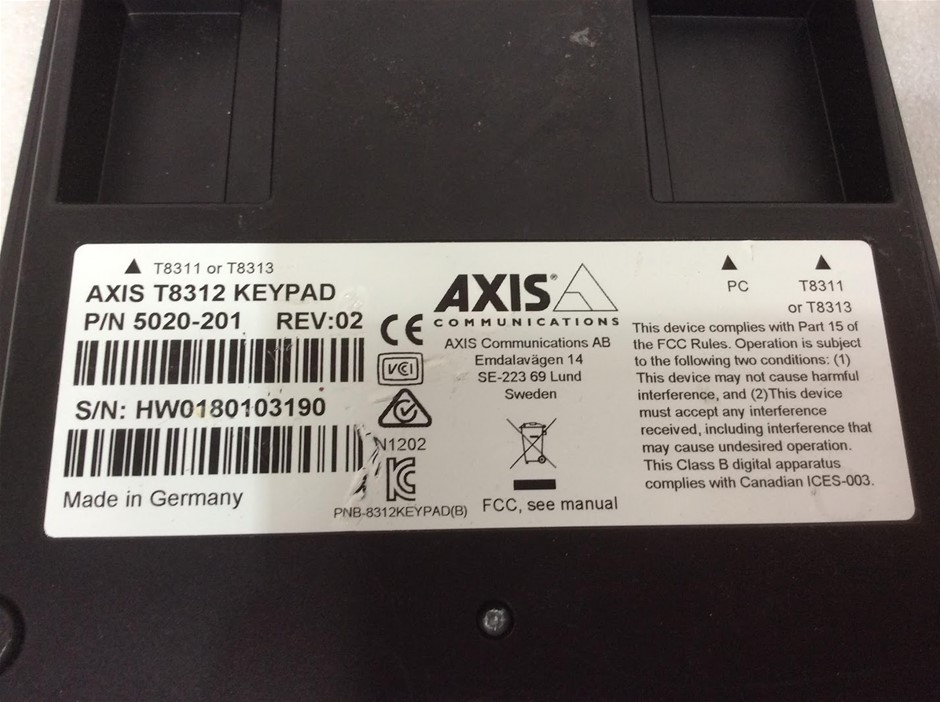 T8311 or T8313
AXIS T8312 KEYPAD
P/N 5020-201 REV:02
S/N: HW0180103190
Made in Germany
CE
VCI
N1202
PNB-8312KEYPAD(B)
AXIS®
COMMUNICATIONS
AXIS Communications AB
Emdalavägen 14
SE-223 69 Lund
Sweden
FCC, see manual
PC T8311
or T8313
This device complies with Part 15 of
the FCC Rules. Operation is subject
to the following two conditions: (1)
This device may not cause harmful
interference, and (2)This device
must accept any interference
received, including interference that
may cause undesired operation.
This Class B digital apparatus
complies with Canadian ICES-003.